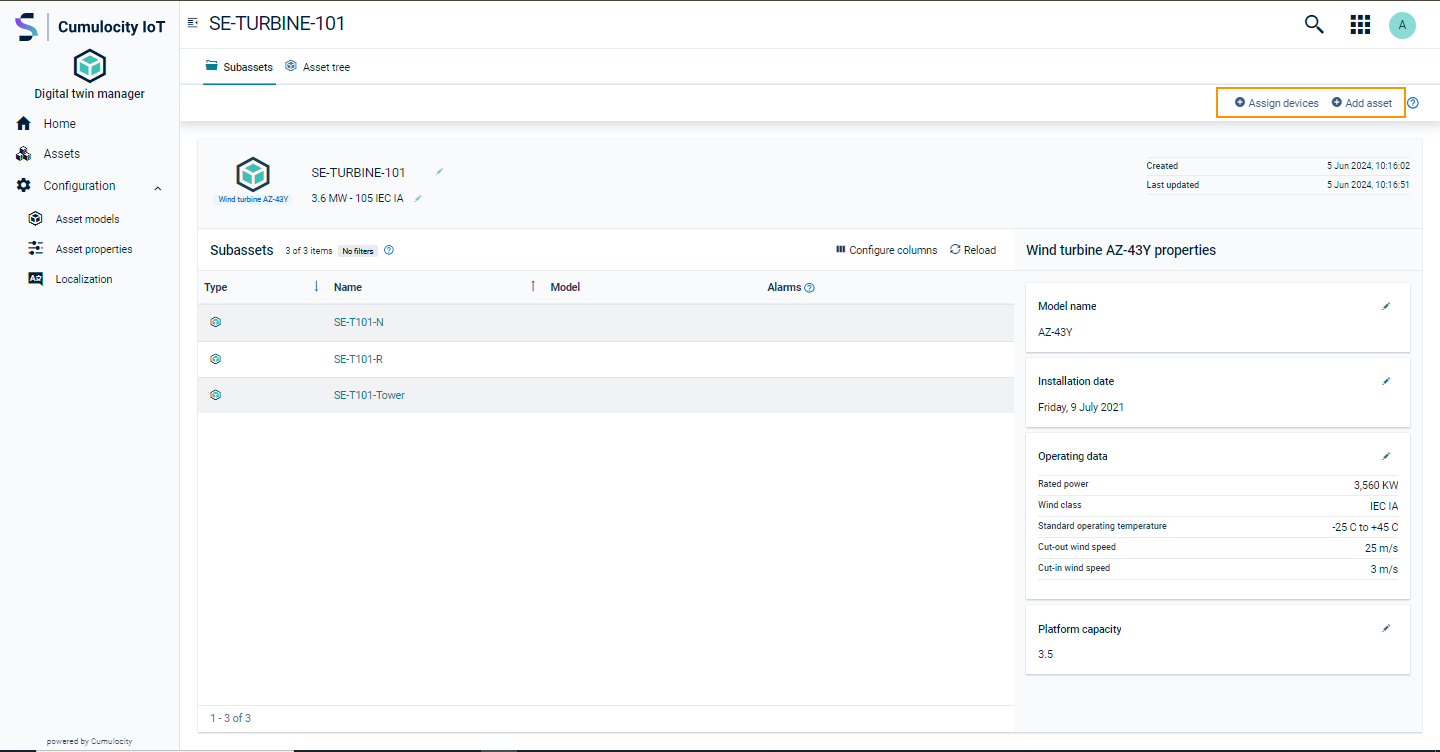 Cumulocity IoT
Digital twin manager
Home
Assets
Configuration
Asset models
Asset properties
Localization
powered by Cumulocity
SE-TURBINE-101
A
Subassets Asset tree
Assign devices Add asset
Wind turbine AZ-43Y
SE-TURBINE-101
3.6 MW - 105 IEC IA
Created 5 Jun 2024, 10:16:02
Last updated 5 Jun 2024, 10:16:51
Subassets 3 of 3 items No filters Configure columns Reload
Type Name Model Alarms
SE-T101-N
SE-T101-R
SE-T101-Tower
1 - 3 of 3
Wind turbine AZ-43Y properties
Model name
AZ-43Y
Installation date
Friday, 9 July 2021
Operating data
Rated power 3,560 KW
Wind class IEC IA
Standard operating temperature -25 C to +45 C
Cut-out wind speed 25 m/s
Cut-in wind speed 3 m/s
Platform capacity
3.5